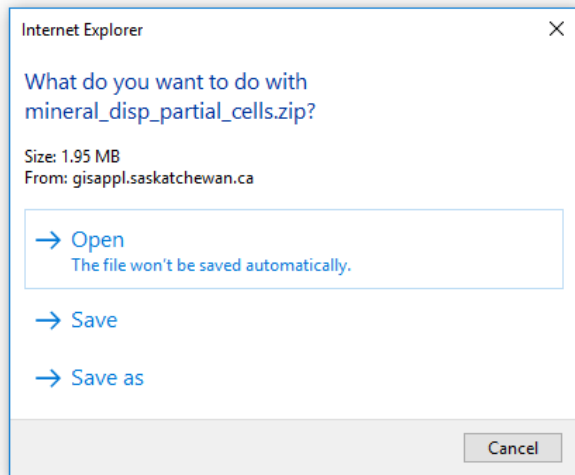 Internet Explorer
What do you want to do with
mineral_disp_partial_cells.zip?
Size: 1.95 MB
From: gisappl.saskatchewan.ca
Open
The file won't be saved automatically.
Save
Save as
Cancel